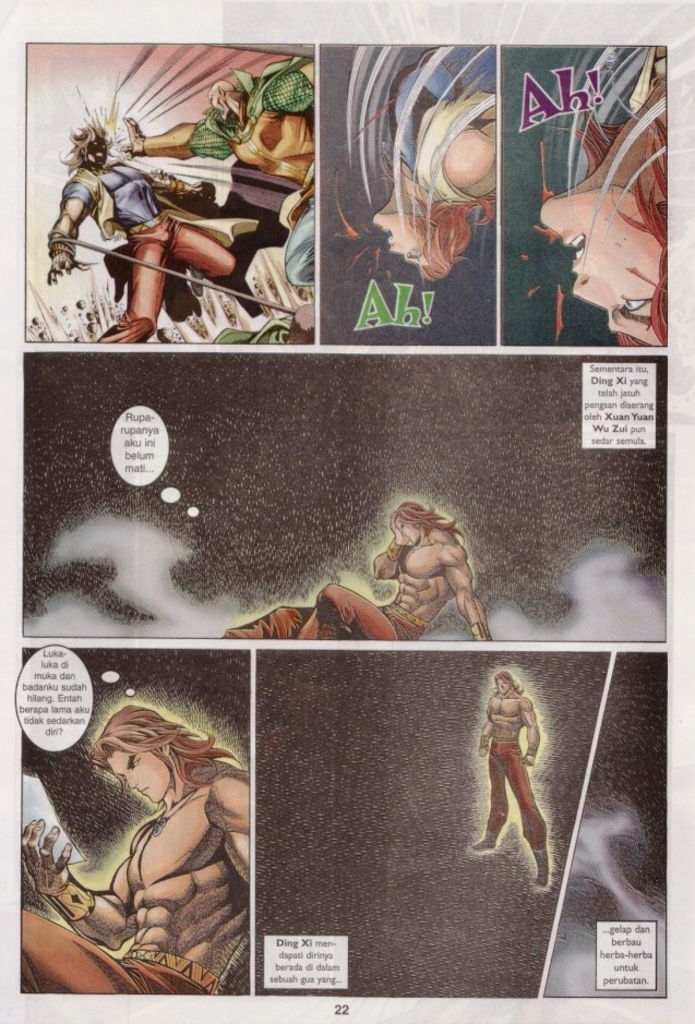 Ah!
Ah!
Sementara itu,
Ding Xi yang
telah jatuh
pengsan diserang
oleh Xuan Yuan
Wu Zui pun
sedar semula.
Rupa-
rupanya
aku ini
belum
mati...
Luka-
luka di
muka dan
badanku sudah
hilang. Entah
berapa lama aku
tidak sedarkan
diri?
Ding Xi men-
dapati dirinya
berada di dalam
sebuah gua yang...
...gelap dan
berbau
herba-herba
untuk
perubatan.
22